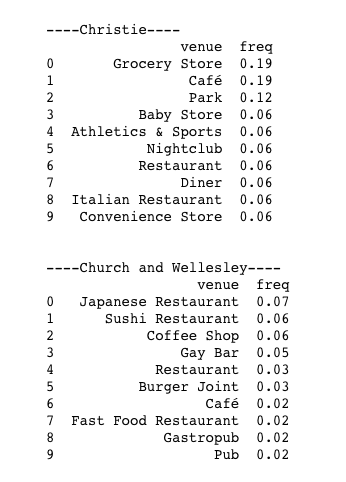 ----Christie----
venue freq
0 Grocery Store 0.19
1 Café 0.19
2 Park 0.12
3 Baby Store 0.06
4 Athletics & Sports 0.06
5 Nightclub 0.06
6 Restaurant 0.06
7 Diner 0.06
8 Italian Restaurant 0.06
9 Convenience Store 0.06
----Church and Wellesley----
venue freq
0 Japanese Restaurant 0.07
1 Sushi Restaurant 0.06
2 Coffee Shop 0.06
3 Gay Bar 0.05
4 Restaurant 0.03
5 Burger Joint 0.03
6 Café 0.02
7 Fast Food Restaurant 0.02
8 Gastropub 0.02
9 Pub 0.02